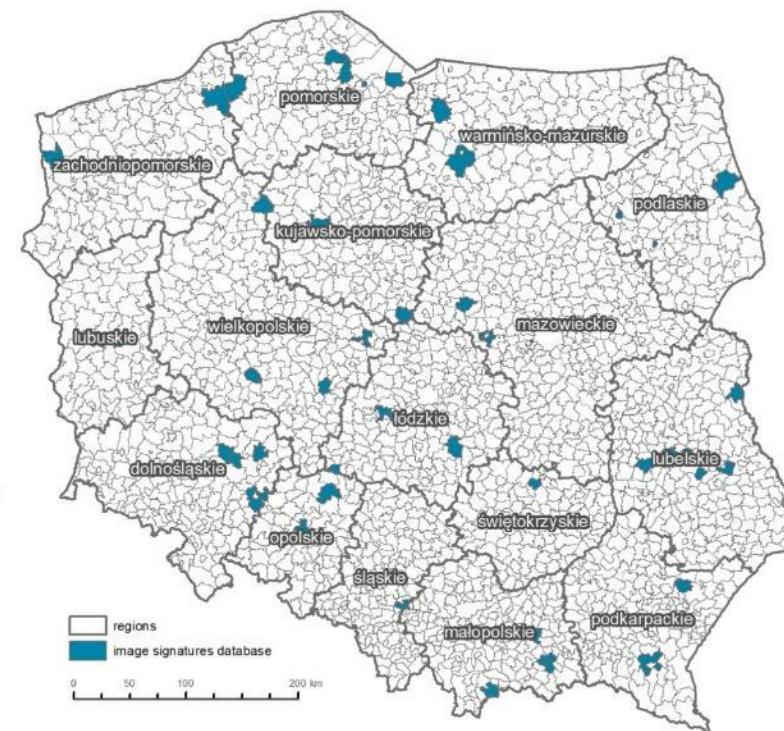 pomorskie
warmińsko-mazurskie
zachodniopomorskie
podlaskie
kujawsko-pomorskie
wielkopolskie
mazowieckie
lubuskie
łódzkie
dolnośląskie
lubelskie
świętokrzyskie
opolskie
śląskie
podkarpackie
małopolskie
regions
image signatures database
0 50 100 200 km